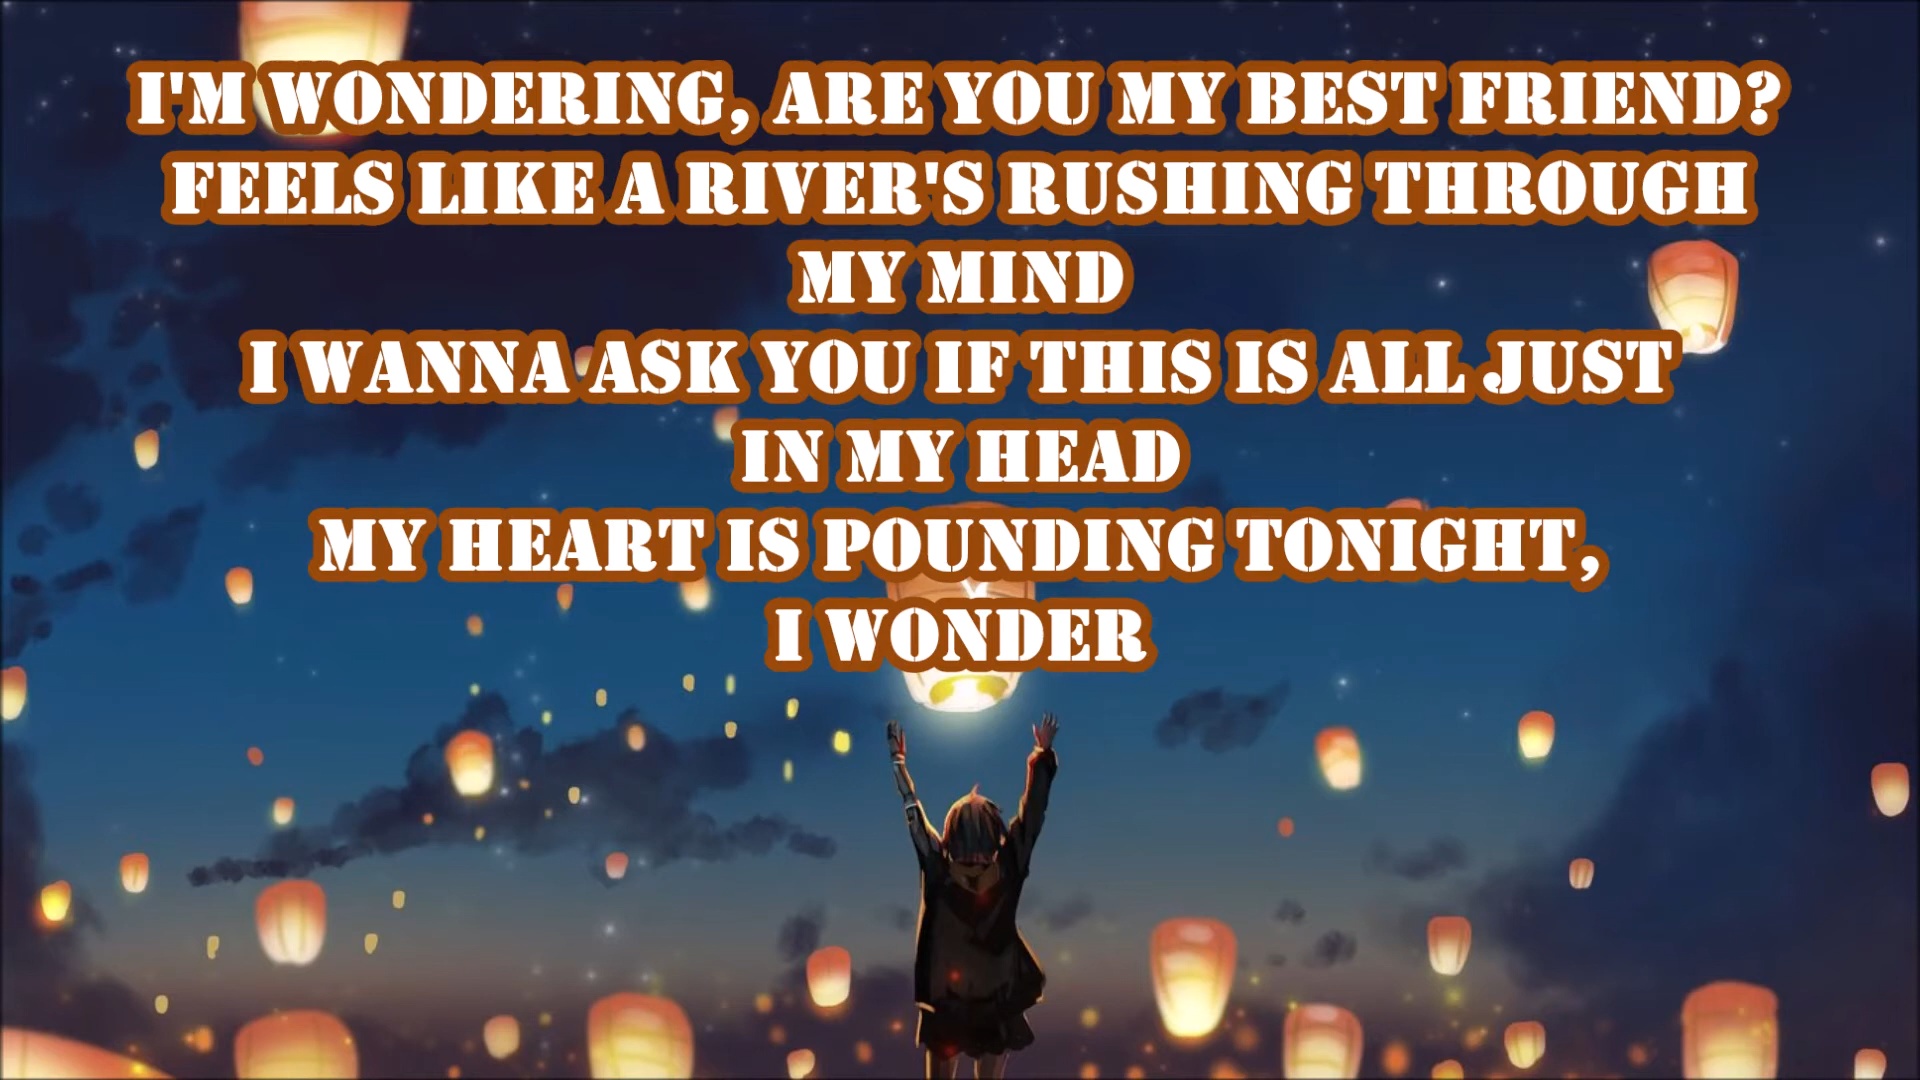 I'M WONDERING, ARE YOU MY BEST FRIEND?
FEELS LIKE A RIVER'S RUSHING THROUGH
MY MIND
I WANNA ASK YOU IF THIS IS ALL JUST
IN MY HEAD
MY HEART IS POUNDING TONIGHT,
I WONDER